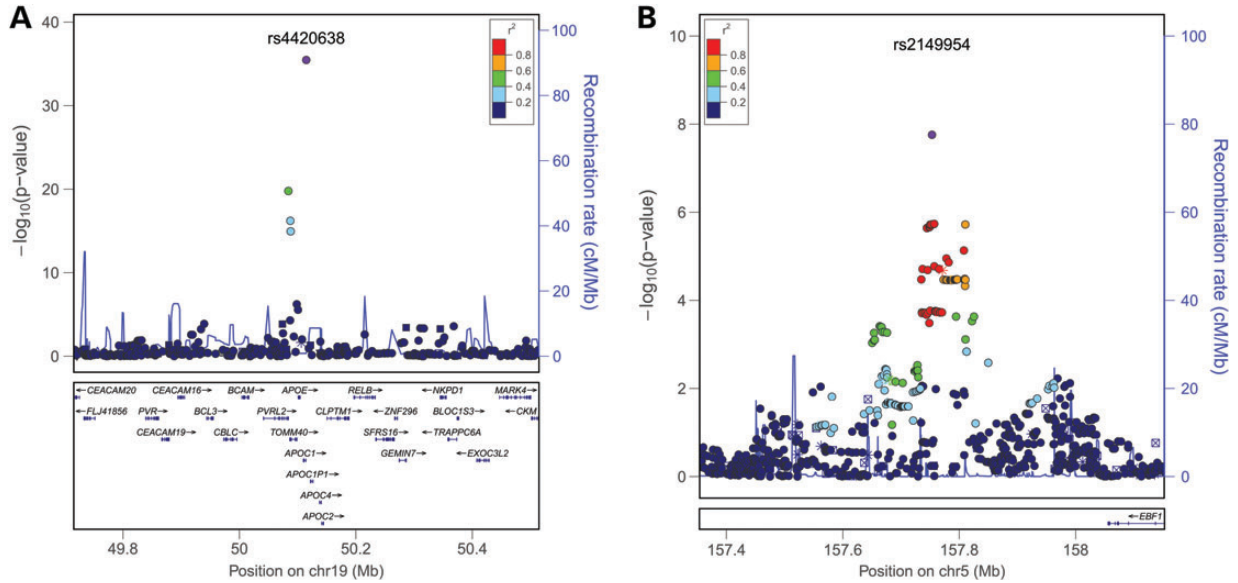 A
rs4420638
r²
0.8
0.6
0.4
0.2
40
30
20
10
0
−log₁₀(p-value)
100
80
60
40
20
0
Recombination rate (cM/Mb)
←CEACAM20 CEACAM16→ BCAM→ APOE→ RELB→ ←NKPD1 MARK4→
←FLJ41856 PVR→ BCL3→ PVRL2→ CLPTM1→ ←ZNF296 BLOC1S3→ ←CKM
CEACAM19→ CBLC→ TOMM40→ SFRS16→ ←TRAPPC6A
APOC1→ GEMIN7→ ←EXOC3L2
APOC1P1→
APOC4→
APOC2→
49.8 50 50.2 50.4
Position on chr19 (Mb)
B
rs2149954
r²
0.8
0.6
0.4
0.2
10
8
6
4
2
0
−log₁₀(p-value)
100
80
60
40
20
0
Recombination rate (cM/Mb)
←EBF1
157.4 157.6 157.8 158
Position on chr5 (Mb)